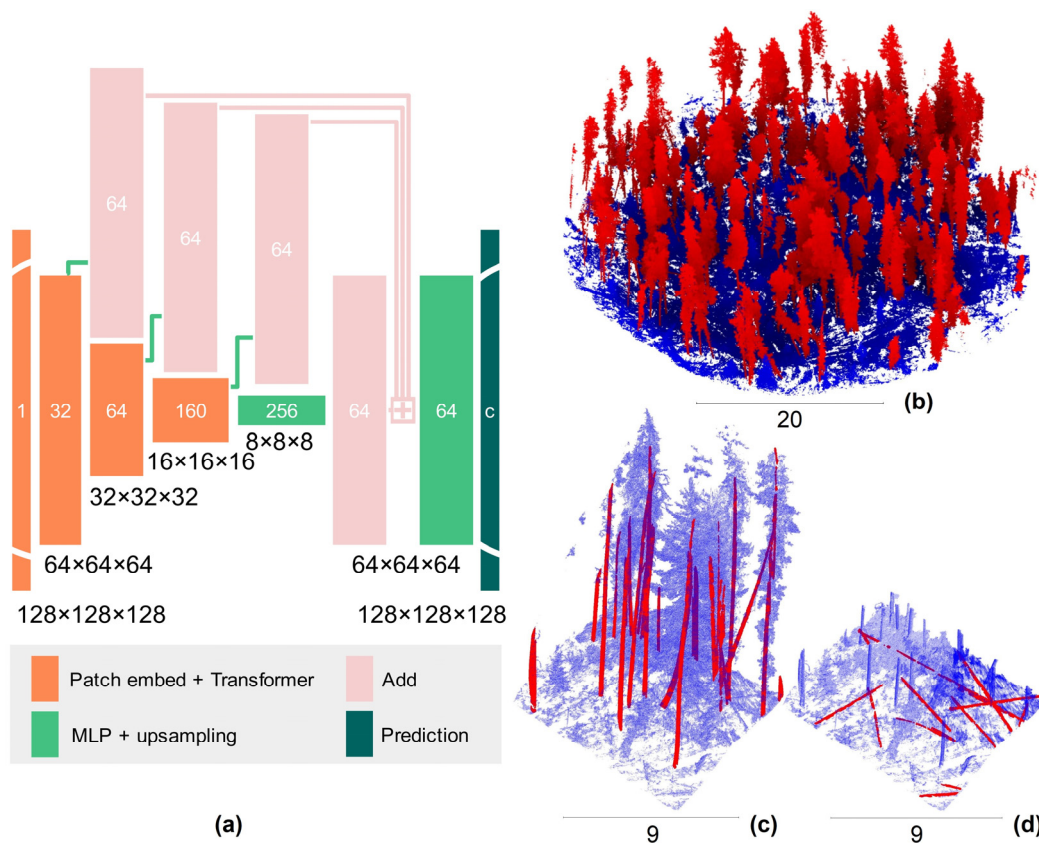 64
64
64
1
32
64
160
256
64
64
c
8×8×8
16×16×16
32×32×32
64×64×64
64×64×64
128×128×128
128×128×128
Patch embed + Transformer
Add
MLP + upsampling
Prediction
(a)
(b)
20
(c)
9
(d)
9